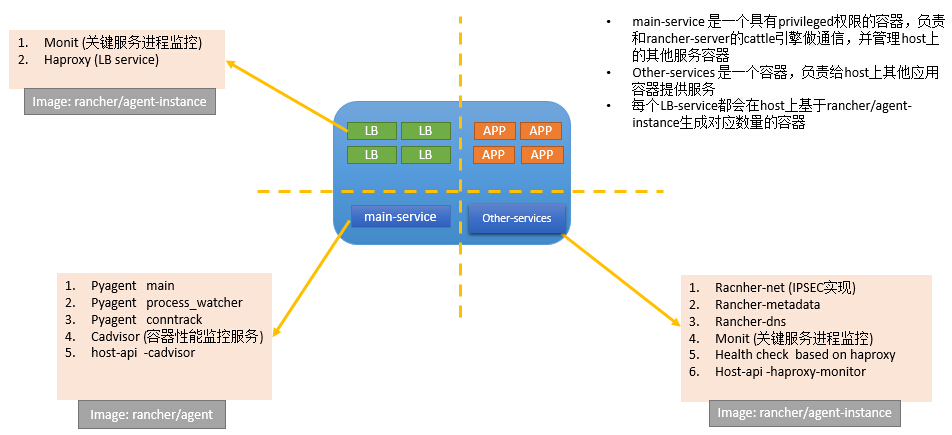 1. Monit (关键服务进程监控)
2. Haproxy (LB service)
Image: rancher/agent-instance
• main-service 是一个具有privileged权限的容器，负责
和rancher-server的cattle引擎做通信，并管理host上
的其他服务容器
• Other-services 是一个容器，负责给host上其他应用
容器提供服务
• 每个LB-service都会在host上基于rancher/agent-
instance生成对应数量的容器
LB LB APP APP
LB LB APP APP
main-service Other-services
1. Pyagent main
2. Pyagent process_watcher
3. Pyagent conntrack
4. Cadvisor (容器性能监控服务)
5. host-api -cadvisor
Image: rancher/agent
1. Racnher-net (IPSEC实现)
2. Rancher-metadata
3. Rancher-dns
4. Monit (关键服务进程监控)
5. Health check based on haproxy
6. Host-api -haproxy-monitor
Image: rancher/agent-instance